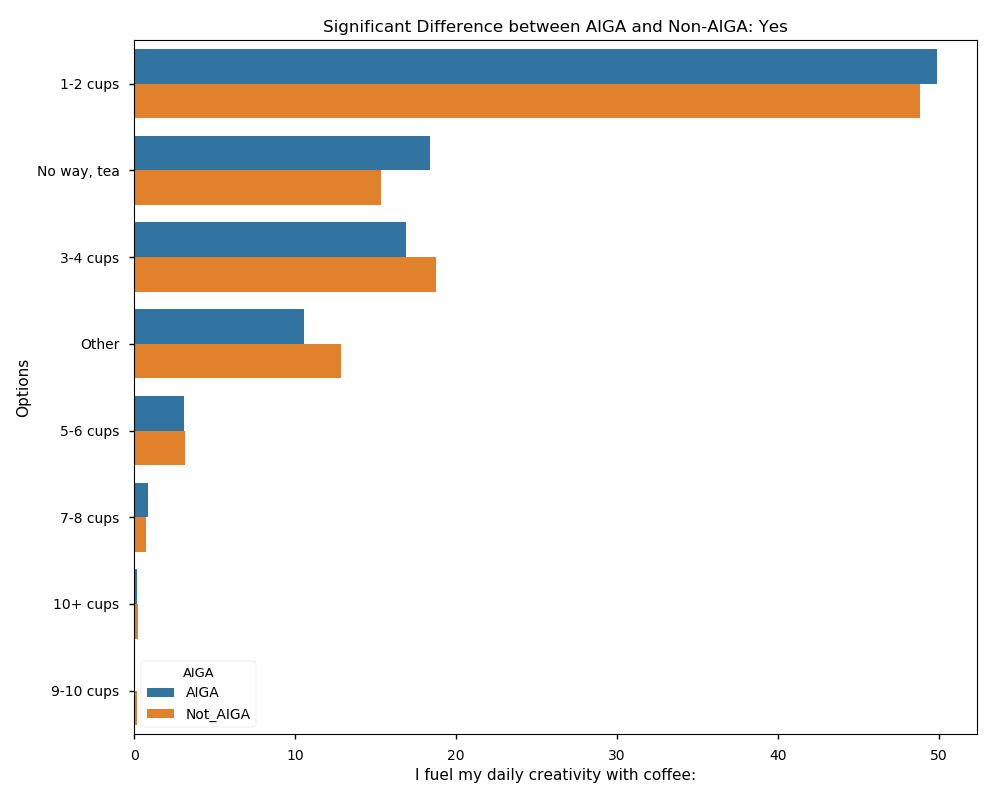 Significant Difference between AIGA and Non-AIGA: Yes
Options
1-2 cups
No way, tea
3-4 cups
Other
5-6 cups
7-8 cups
10+ cups
9-10 cups
AIGA
AIGA
Not_AIGA
0 10 20 30 40 50
I fuel my daily creativity with coffee: